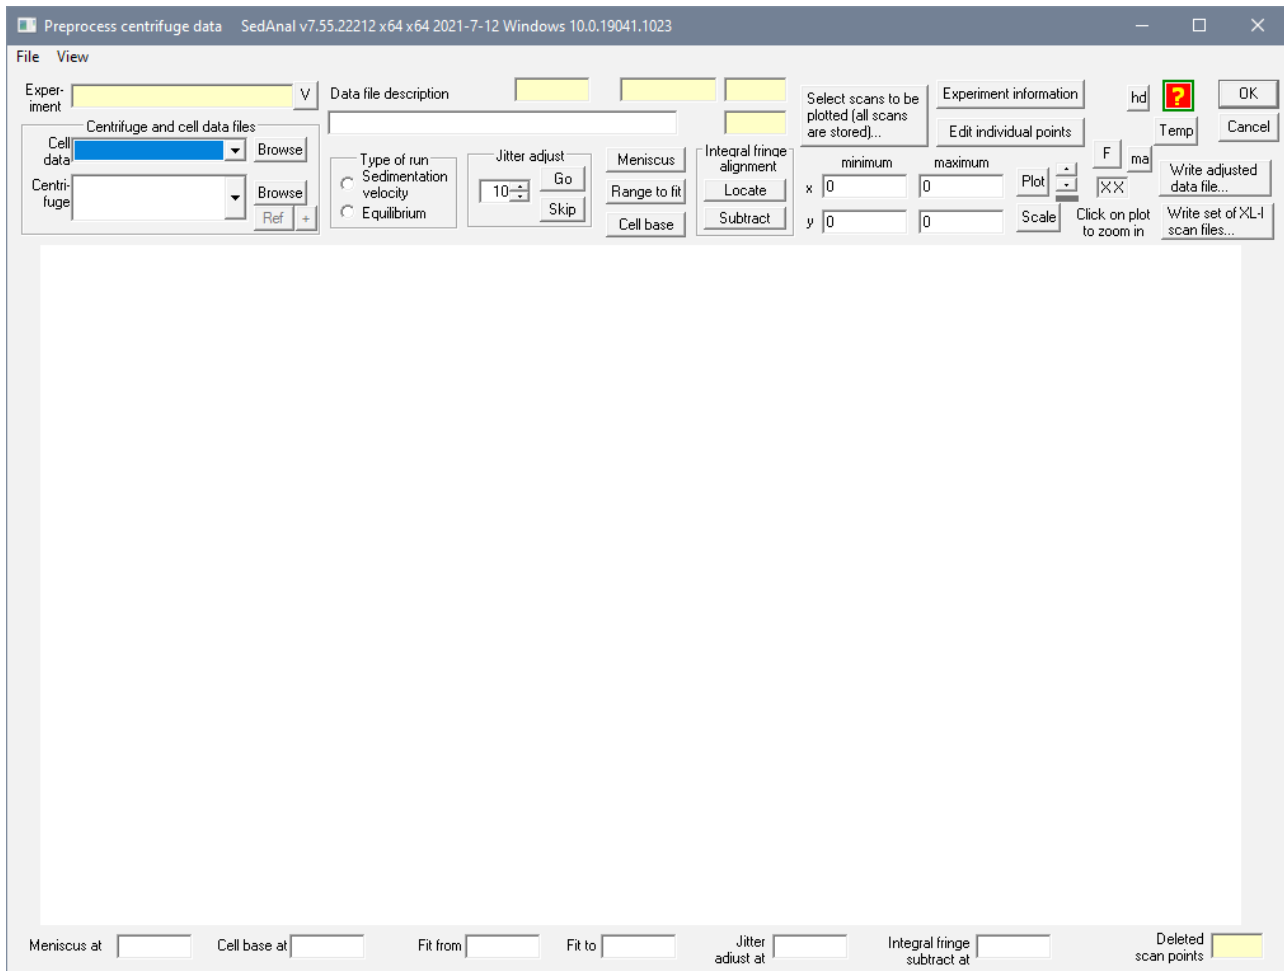 Preprocess centrifuge data SedAnal v7.55.22212 x64 x64 2021-7-12 Windows 10.0.19041.1023
File View
Exper-
iment
V
Data file description
Select scans to be
plotted (all scans
are stored)...
Experiment information
Edit individual points
hd
?
OK
Temp
Cancel
Centrifuge and cell data files
Cell
data
Browse
Centri-
fuge
Browse
Ref +
Type of run
Sedimentation
velocity
Equilibrium
Jitter adjust
10
Go
Skip
Meniscus
Range to fit
Cell base
Integral fringe
alignment
Locate
Subtract
minimum maximum
x 0 0
y 0 0
Plot
Scale
F
ma
XX
Click on plot
to zoom in
Write adjusted
data file...
Write set of XL-I
scan files...
Meniscus at
Cell base at
Fit from
Fit to
Jitter
adjust at
Integral fringe
subtract at
Deleted
scan points